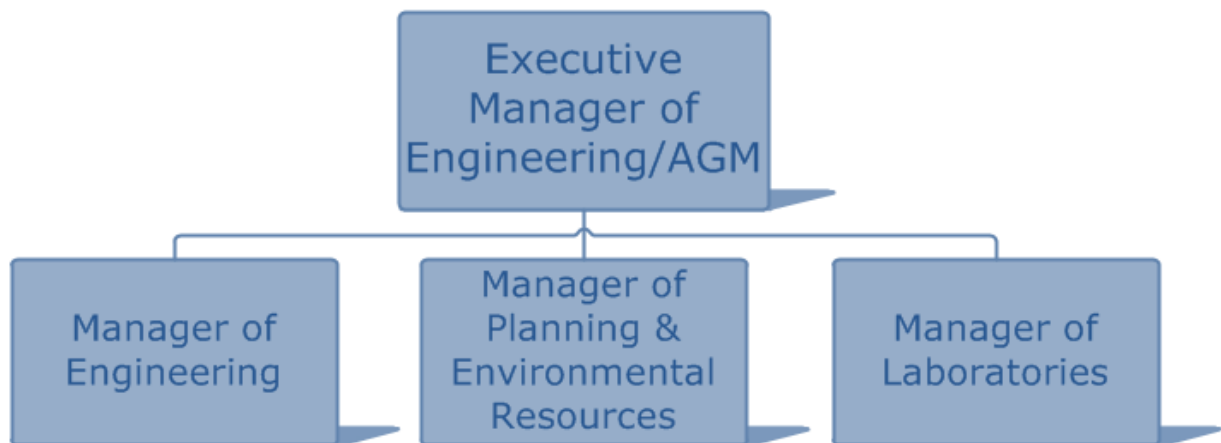 Executive
Manager of
Engineering/AGM
Manager of
Engineering
Manager of
Planning &
Environmental
Resources
Manager of
Laboratories